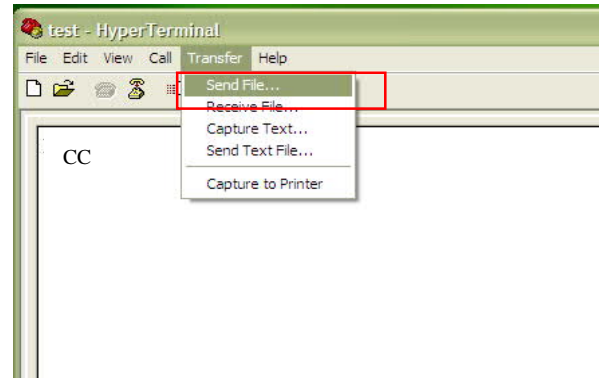 test - HyperTerminal
File Edit View Call Transfer Help
Send File...
Receive File...
Capture Text...
CC
Send Text File...
Capture to Printer